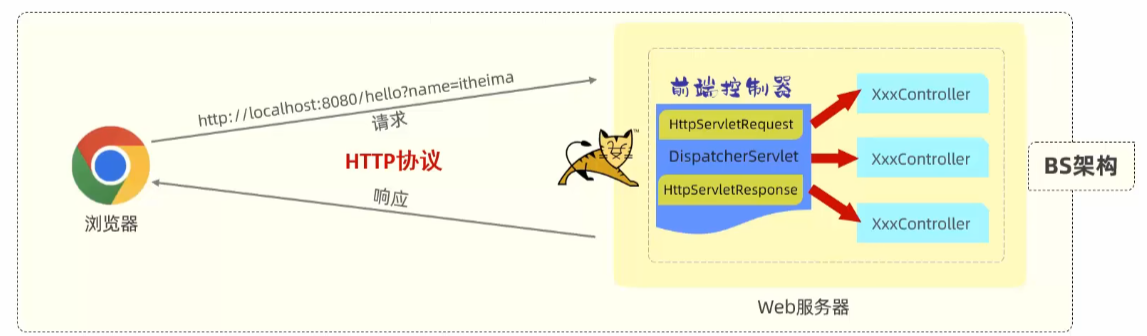 http://localhost:8080/hello?name=itheima
请求
HTTP协议
响应
浏览器
前端控制器
HttpServletRequest
DispatcherServlet
HttpServletResponse
XxxController
XxxController
XxxController
Web服务器
BS架构
TM